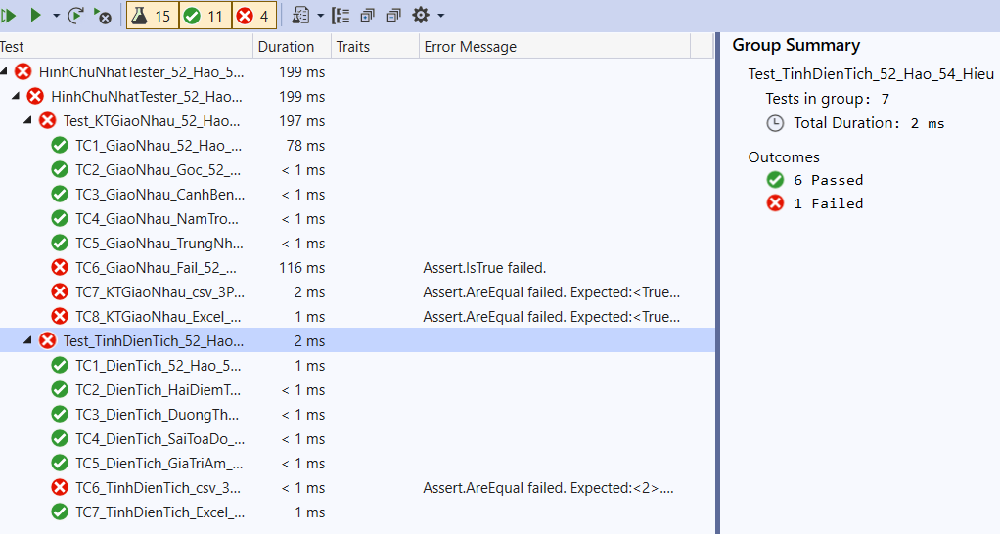 15 11 4
Test Duration Traits Error Message
HinhChuNhatTester_52_Hao_5... 199 ms
HinhChuNhatTester_52_Hao... 199 ms
Test_KTGiaoNhau_52_Hao... 197 ms
TC1_GiaoNhau_52_Hao_... 78 ms
TC2_GiaoNhau_Goc_52_... < 1 ms
TC3_GiaoNhau_CanhBen... < 1 ms
TC4_GiaoNhau_NamTro... < 1 ms
TC5_GiaoNhau_TrungNh... < 1 ms
TC6_GiaoNhau_Fail_52_... 116 ms Assert.IsTrue failed.
TC7_KTGiaoNhau_csv_3P... 2 ms Assert.AreEqual failed. Expected:<True...
TC8_KTGiaoNhau_Excel_... 1 ms Assert.AreEqual failed. Expected:<True...
Test_TinhDienTich_52_Hao... 2 ms
TC1_DienTich_52_Hao_5... 1 ms
TC2_DienTich_HaiDiemT... < 1 ms
TC3_DienTich_DuongTh... < 1 ms
TC4_DienTich_SaiToaDo_... < 1 ms
TC5_DienTich_GiaTriAm_... < 1 ms
TC6_TinhDienTich_csv_3... < 1 ms Assert.AreEqual failed. Expected:<2>....
TC7_TinhDienTich_Excel_... 1 ms
Group Summary
Test_TinhDienTich_52_Hao_54_Hieu
Tests in group: 7
Total Duration: 2 ms
Outcomes
6 Passed
1 Failed